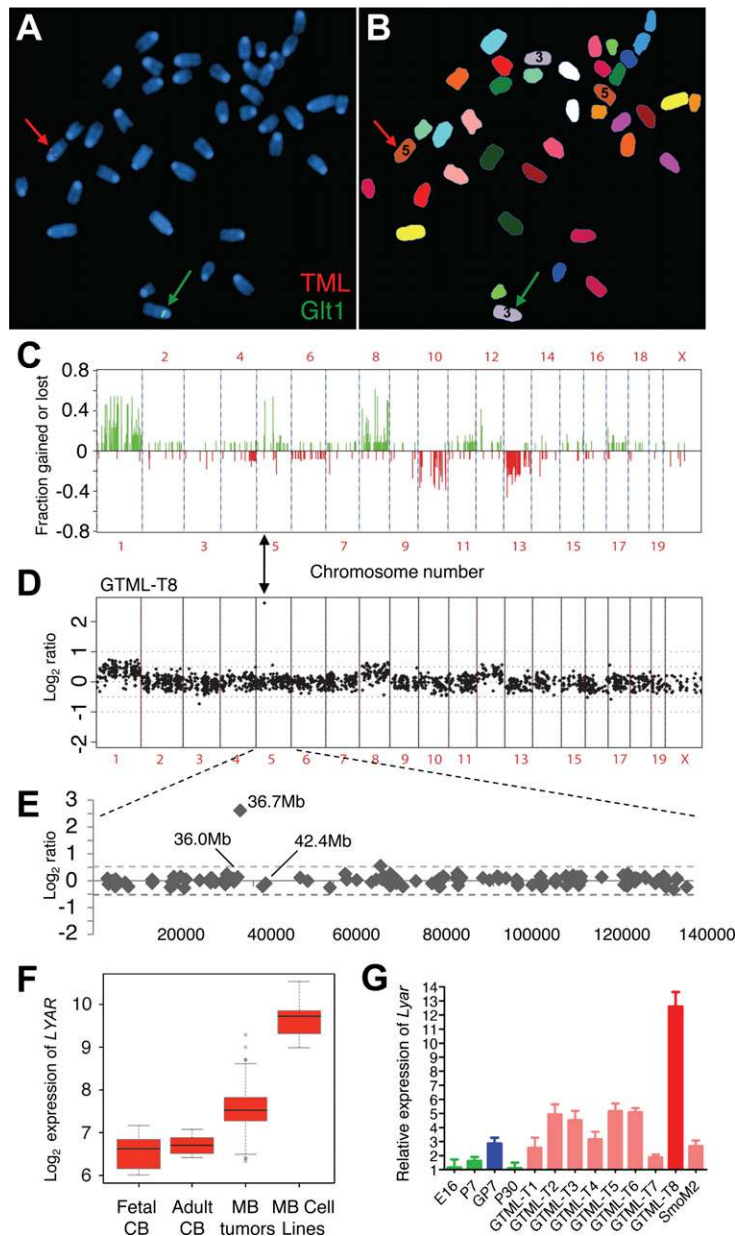 A
B
TML
Glt1
3
5
5
3
C
2 4 6 8 10 12 14 16 18 X
Fraction gained or lost
0.8
0.4
0
-0.4
-0.8
1 3 5 7 9 11 13 15 17 19
Chromosome number
D
GTML-T8
Log2 ratio
2
1
0
-1
-2
1 2 3 4 5 6 7 8 9 10 11 13 15 17 19 X
E
Log2 ratio
3
2
1
0
-1
-2
36.7Mb
36.0Mb
42.4Mb
20000 40000 60000 80000 100000 120000 140000
F
Log2 expression of LYAR
10
9
8
7
6
Fetal CB
Adult CB
MB tumors
MB Cell Lines
G
Relative expression of Lyar
14
13
12
11
10
9
8
7
6
5
4
3
2
1
E16
P7
GP7
P30
GTML-T1
GTML-T2
GTML-T3
GTML-T4
GTML-T5
GTML-T6
GTML-T7
GTML-T8
SmoM2